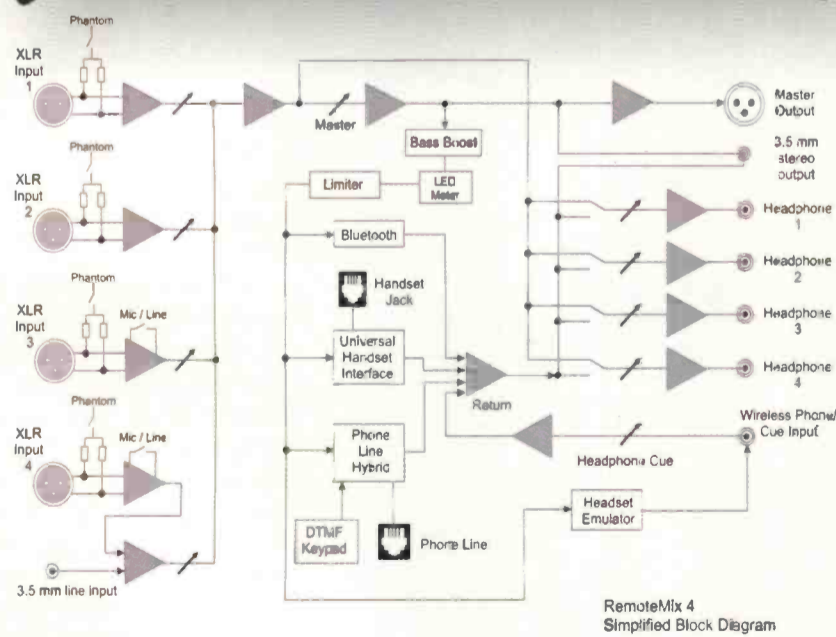 Phantom
XLR
Input
1
Phantom
XLR
Input
2
Phantom
XLR
Input
3
Mic / Line
Phantom
XLR
Input
4
Mic / Line
3.5 mm line Input
Master
Bass Boost
LED
Meter
Limiter
Bluetooth
Handset
Jack
Universal
Handset
Interface
Return
Phone
Line
Hybrid
DTMF
Keypad
Phone Line
Master
Output
3.5 mm
stereo
output
Headphone
1
Headphone
2
Headphone
3
Headphone
4
Wireless Phone/
Cue Input
Headphone Cue
Headset
Emulator
RemoteMix 4
Simplified Block Diagram